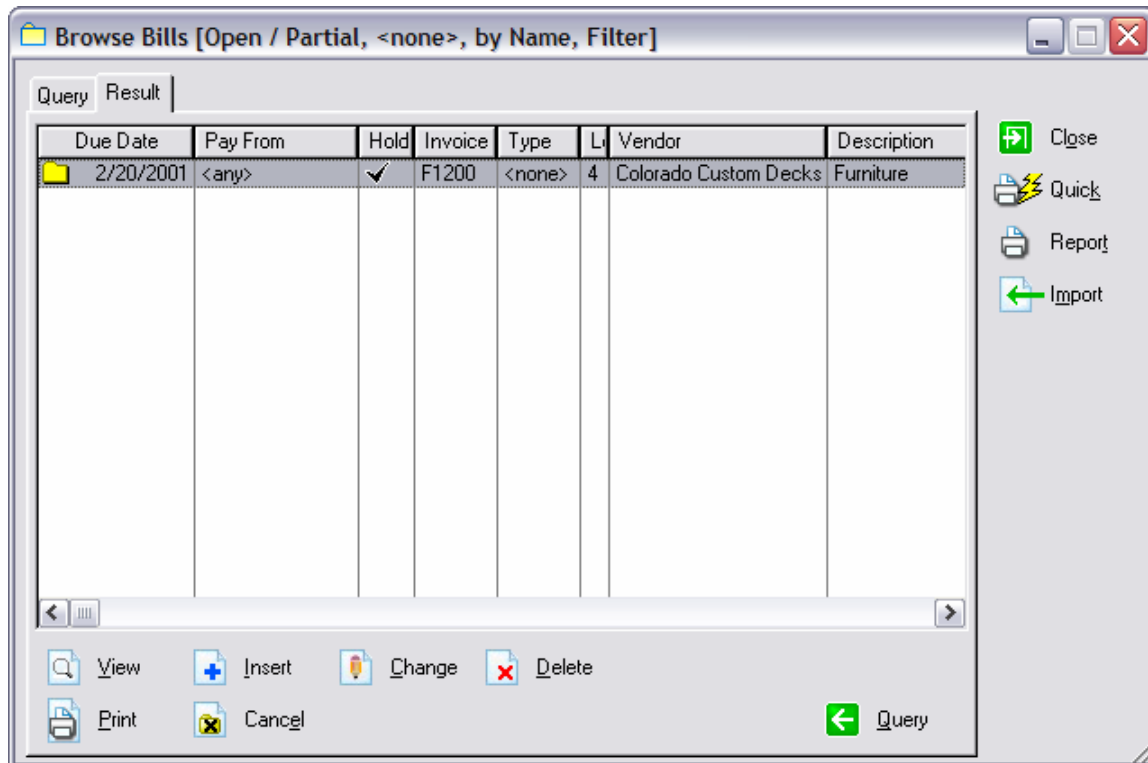 Browse Bills [Open / Partial, <none>, by Name, Filter]
Query Result
Due Date Pay From Hold Invoice Type L Vendor Description
2/20/2001 <any> F1200 <none> 4 Colorado Custom Decks Furniture
Close
Quick
Report
Import
View Insert Change Delete
Print Cancel Query